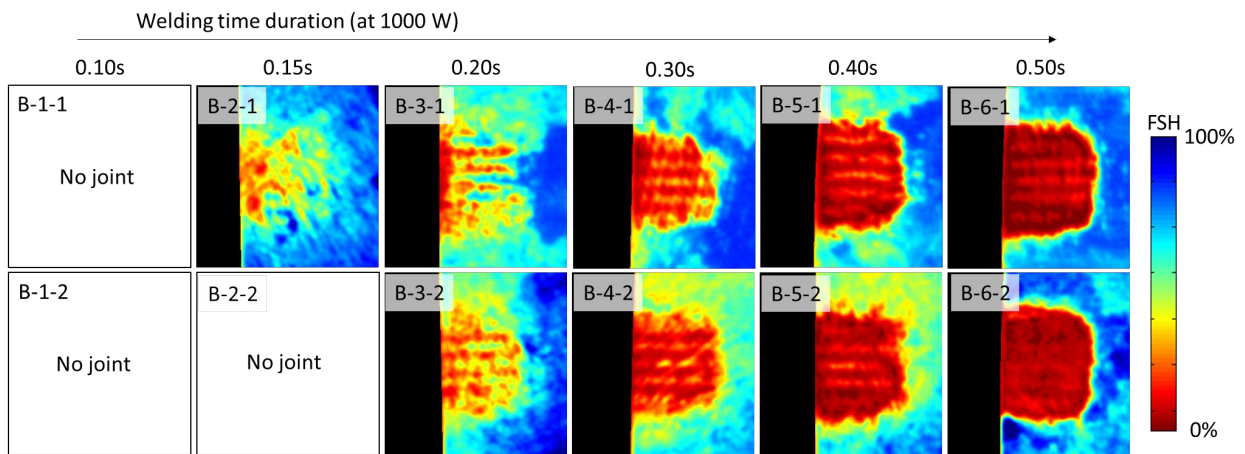 Welding time duration (at 1000 W)
0.10s 0.15s 0.20s 0.30s 0.40s 0.50s
B-1-1 B-2-1 B-3-1 B-4-1 B-5-1 B-6-1
FSH
100%
No joint
B-1-2 B-2-2 B-3-2 B-4-2 B-5-2 B-6-2
No joint No joint
0%